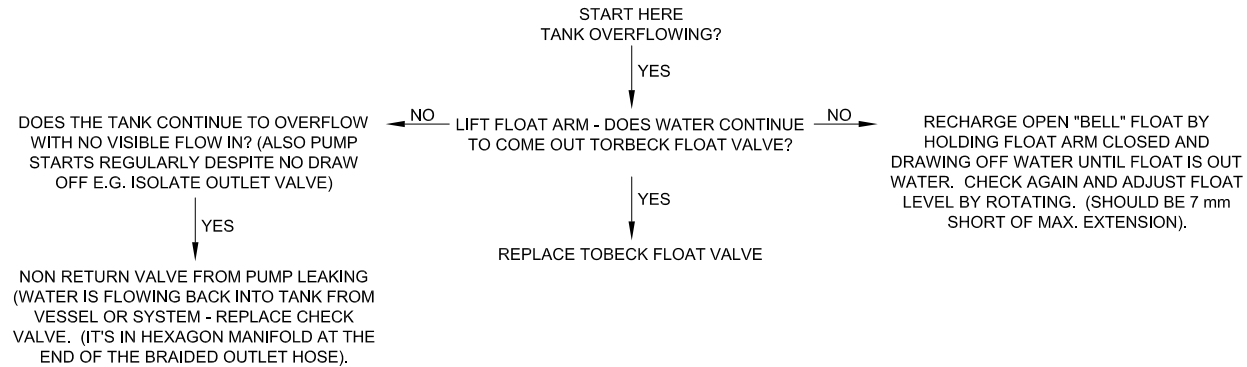 START HERE
TANK OVERFLOWING?
YES
NO
LIFT FLOAT ARM - DOES WATER CONTINUE
TO COME OUT TORBECK FLOAT VALVE?
NO
DOES THE TANK CONTINUE TO OVERFLOW
WITH NO VISIBLE FLOW IN? (ALSO PUMP
STARTS REGULARLY DESPITE NO DRAW
OFF E.G. ISOLATE OUTLET VALVE)
RECHARGE OPEN "BELL" FLOAT BY
HOLDING FLOAT ARM CLOSED AND
DRAWING OFF WATER UNTIL FLOAT IS OUT
WATER. CHECK AGAIN AND ADJUST FLOAT
LEVEL BY ROTATING. (SHOULD BE 7 mm
SHORT OF MAX. EXTENSION).
YES
YES
REPLACE TOBECK FLOAT VALVE
NON RETURN VALVE FROM PUMP LEAKING
(WATER IS FLOWING BACK INTO TANK FROM
VESSEL OR SYSTEM - REPLACE CHECK
VALVE. (IT'S IN HEXAGON MANIFOLD AT THE
END OF THE BRAIDED OUTLET HOSE).